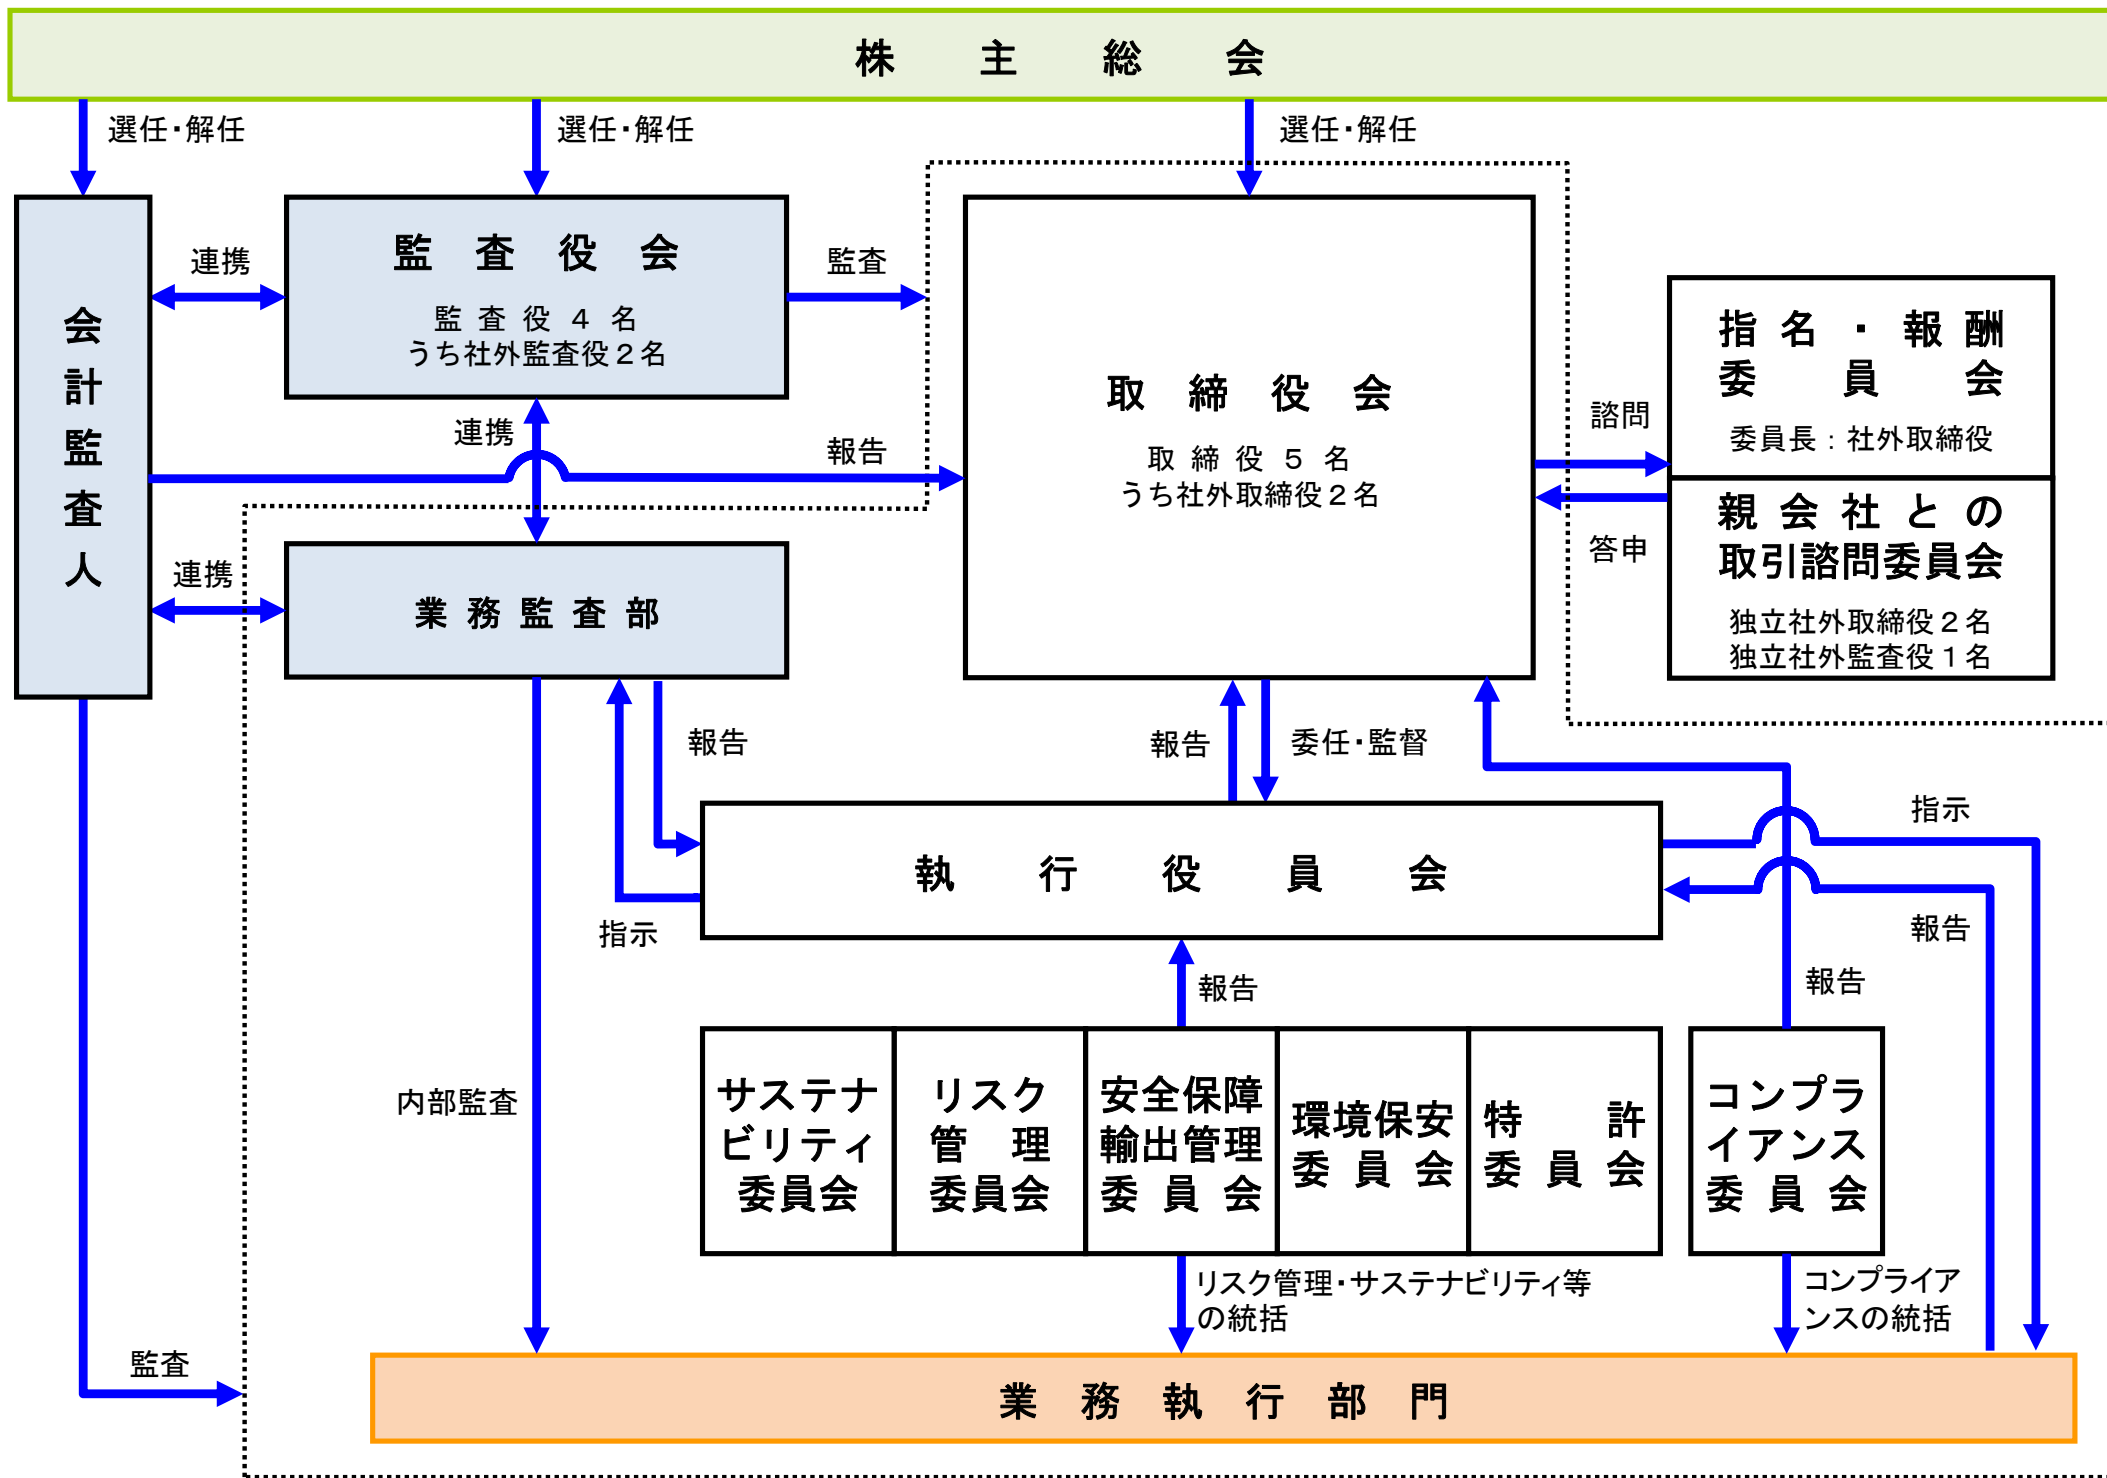 株主総会
選任・解任
選任・解任
選任・解任
会計監査人
連携
監査役会
監査役４名
うち社外監査役２名
監査
取締役会
取締役５名
うち社外取締役２名
指名・報酬
委員会
委員長：社外取締役
諮問
答申
親会社との
取引諮問委員会
独立社外取締役２名
独立社外監査役１名
連携
報告
連携
業務監査部
報告
指示
報告
委任・監督
執行役員会
指示
報告
報告
報告
内部監査
サステナ
ビリティ
委員会
リスク
管理
委員会
安全保障
輸出管理
委員会
環境保安
委員会
特許
委員会
コンプラ
イアンス
委員会
リスク管理・サステナビリティ等
の統括
コンプライア
ンスの統括
監査
業務執行部門